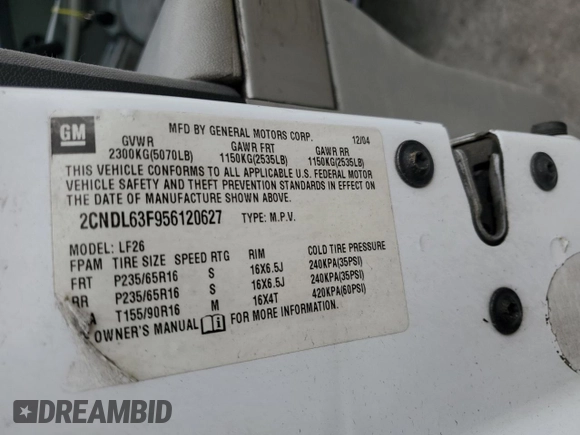 GM
MFD BY GENERAL MOTORS CORP. 12/04
GVWR GAWR FRT GAWR RR
2300KG(5070LB) 1150KG(2535LB) 1150KG(2535LB)
THIS VEHICLE CONFORMS TO ALL APPLICABLE U.S. FEDERAL MOTOR
VEHICLE SAFETY AND THEFT PREVENTION STANDARDS IN EFFECT ON
THE DATE OF MANUFACTURE SHOWN ABOVE.
2CNDL63F956120627 TYPE: M.P.V.
MODEL: LF26
FPAM TIRE SIZE SPEED RTG RIM COLD TIRE PRESSURE
FRT P235/65R16 S 16X6.5J 240KPA(35PSI)
RR P235/65R16 S 16X6.5J 240KPA(35PSI)
A T155/90R16 M 16X4T 420KPA(60PSI)
OWNER'S MANUAL FOR MORE INFORMATION.
DREAMBID